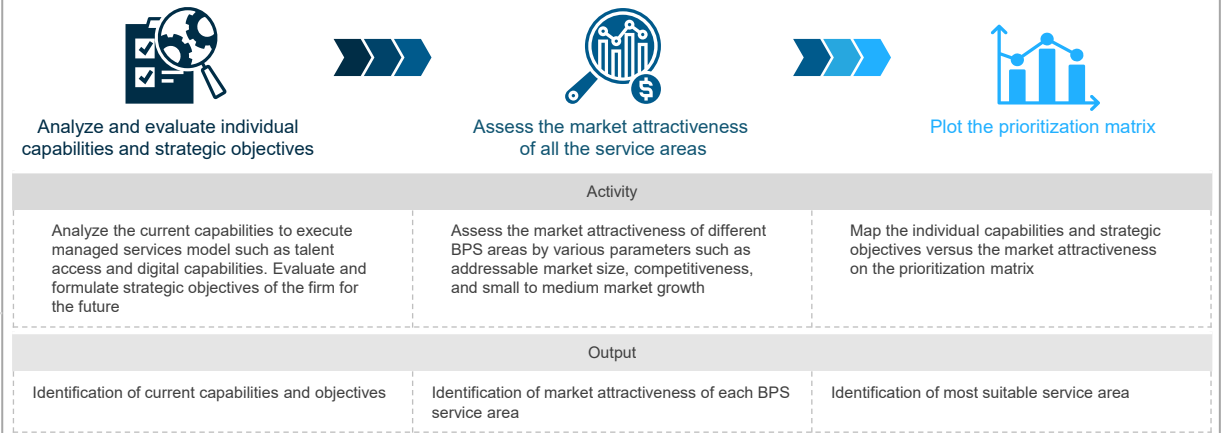 Analyze and evaluate individual
capabilities and strategic objectives
Assess the market attractiveness
of all the service areas
Plot the prioritization matrix
Activity
Analyze the current capabilities to execute
managed services model such as talent
access and digital capabilities. Evaluate and
formulate strategic objectives of the firm for
the future
Assess the market attractiveness of different
BPS areas by various parameters such as
addressable market size, competitiveness,
and small to medium market growth
Map the individual capabilities and strategic
objectives versus the market attractiveness
on the prioritization matrix
Output
Identification of current capabilities and objectives
Identification of market attractiveness of each BPS
service area
Identification of most suitable service area